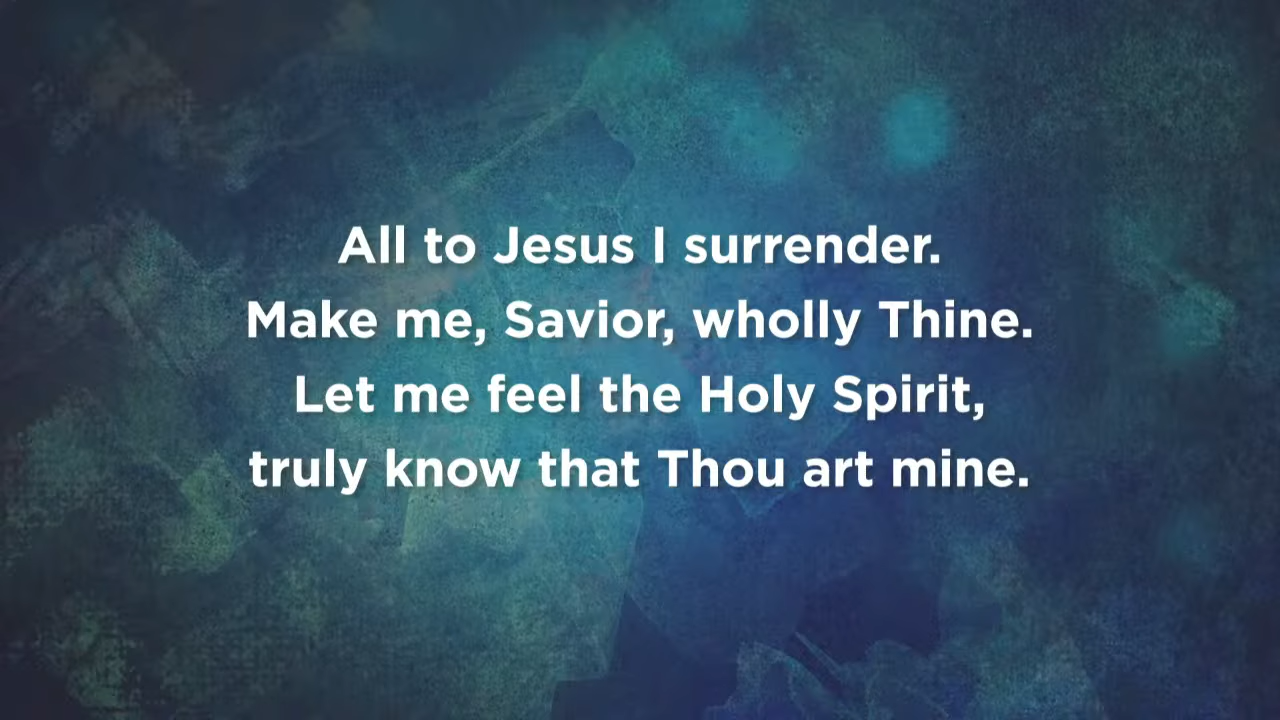 All to Jesus I surrender.
Make me, Savior, wholly Thine.
Let me feel the Holy Spirit,
truly know that Thou art mine.